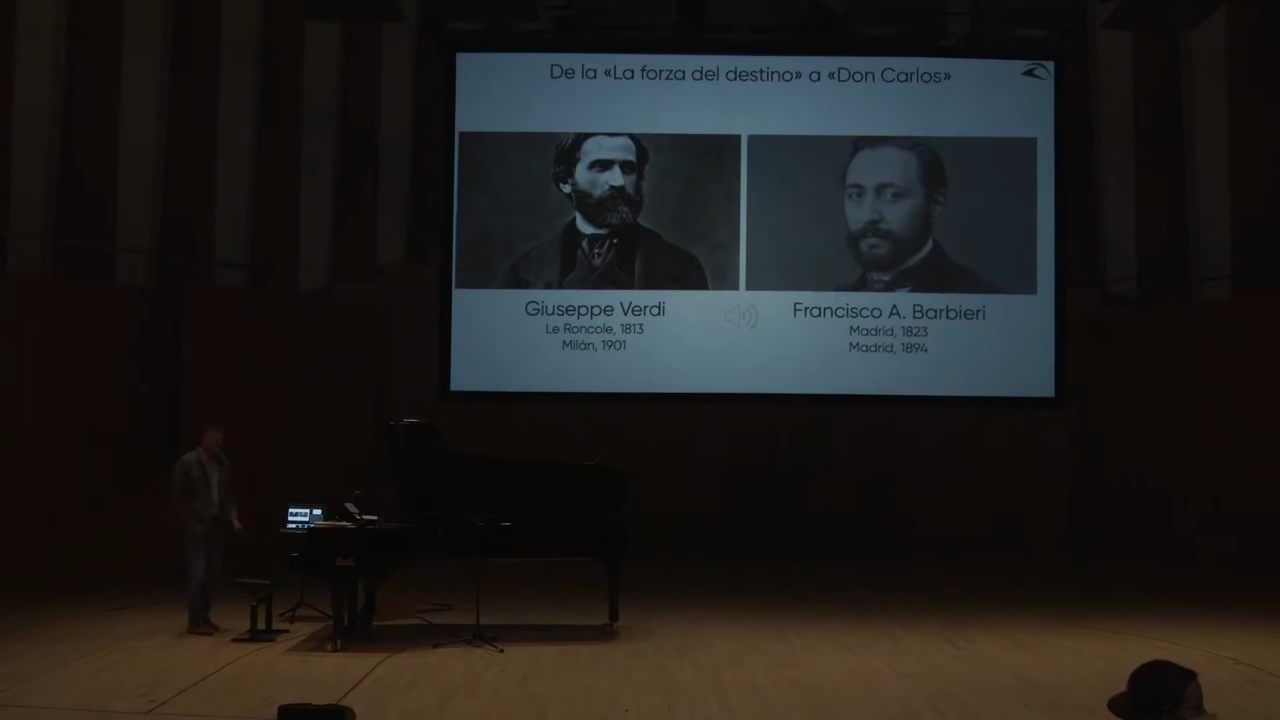 De la «La forza del destino» a «Don Carlos»
Giuseppe Verdi
Le Roncole, 1813
Milán, 1901
Francisco A. Barbieri
Madrid, 1823
Madrid, 1894